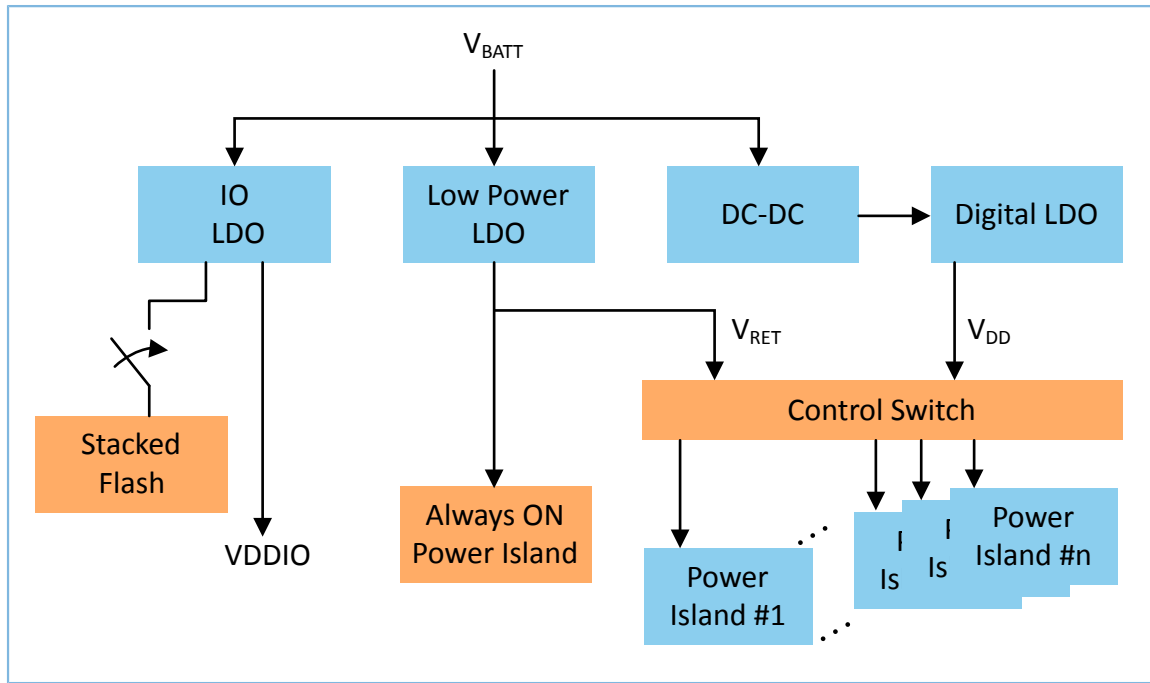 VBATT
IO
LDO
Low Power
LDO
DC-DC
Digital LDO
VRET
VDD
Control Switch
Stacked
Flash
Always ON
Power Island
VDDIO
Power
Island #1
Power
Island #n